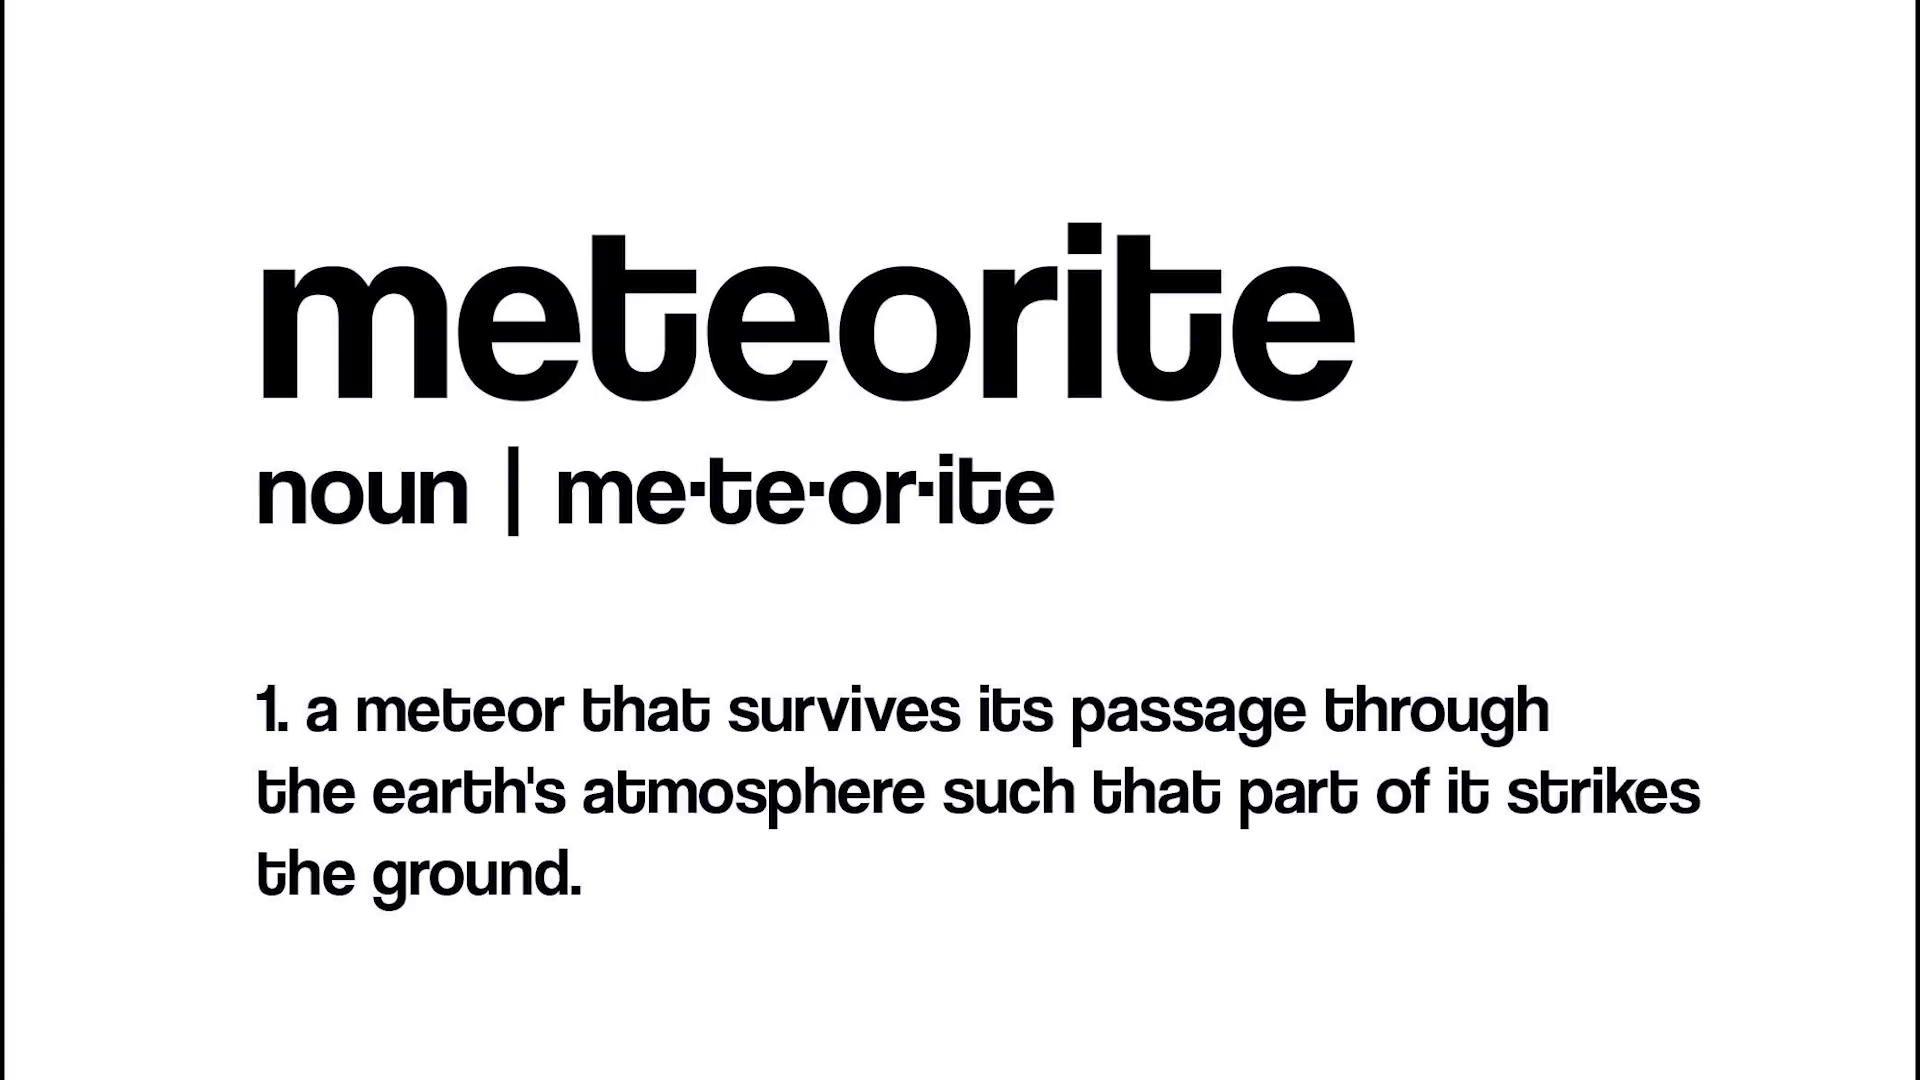 meteorite
noun | me·te·or·ite
1. a meteor that survives its passage through
the earth's atmosphere such that part of it strikes
the ground.